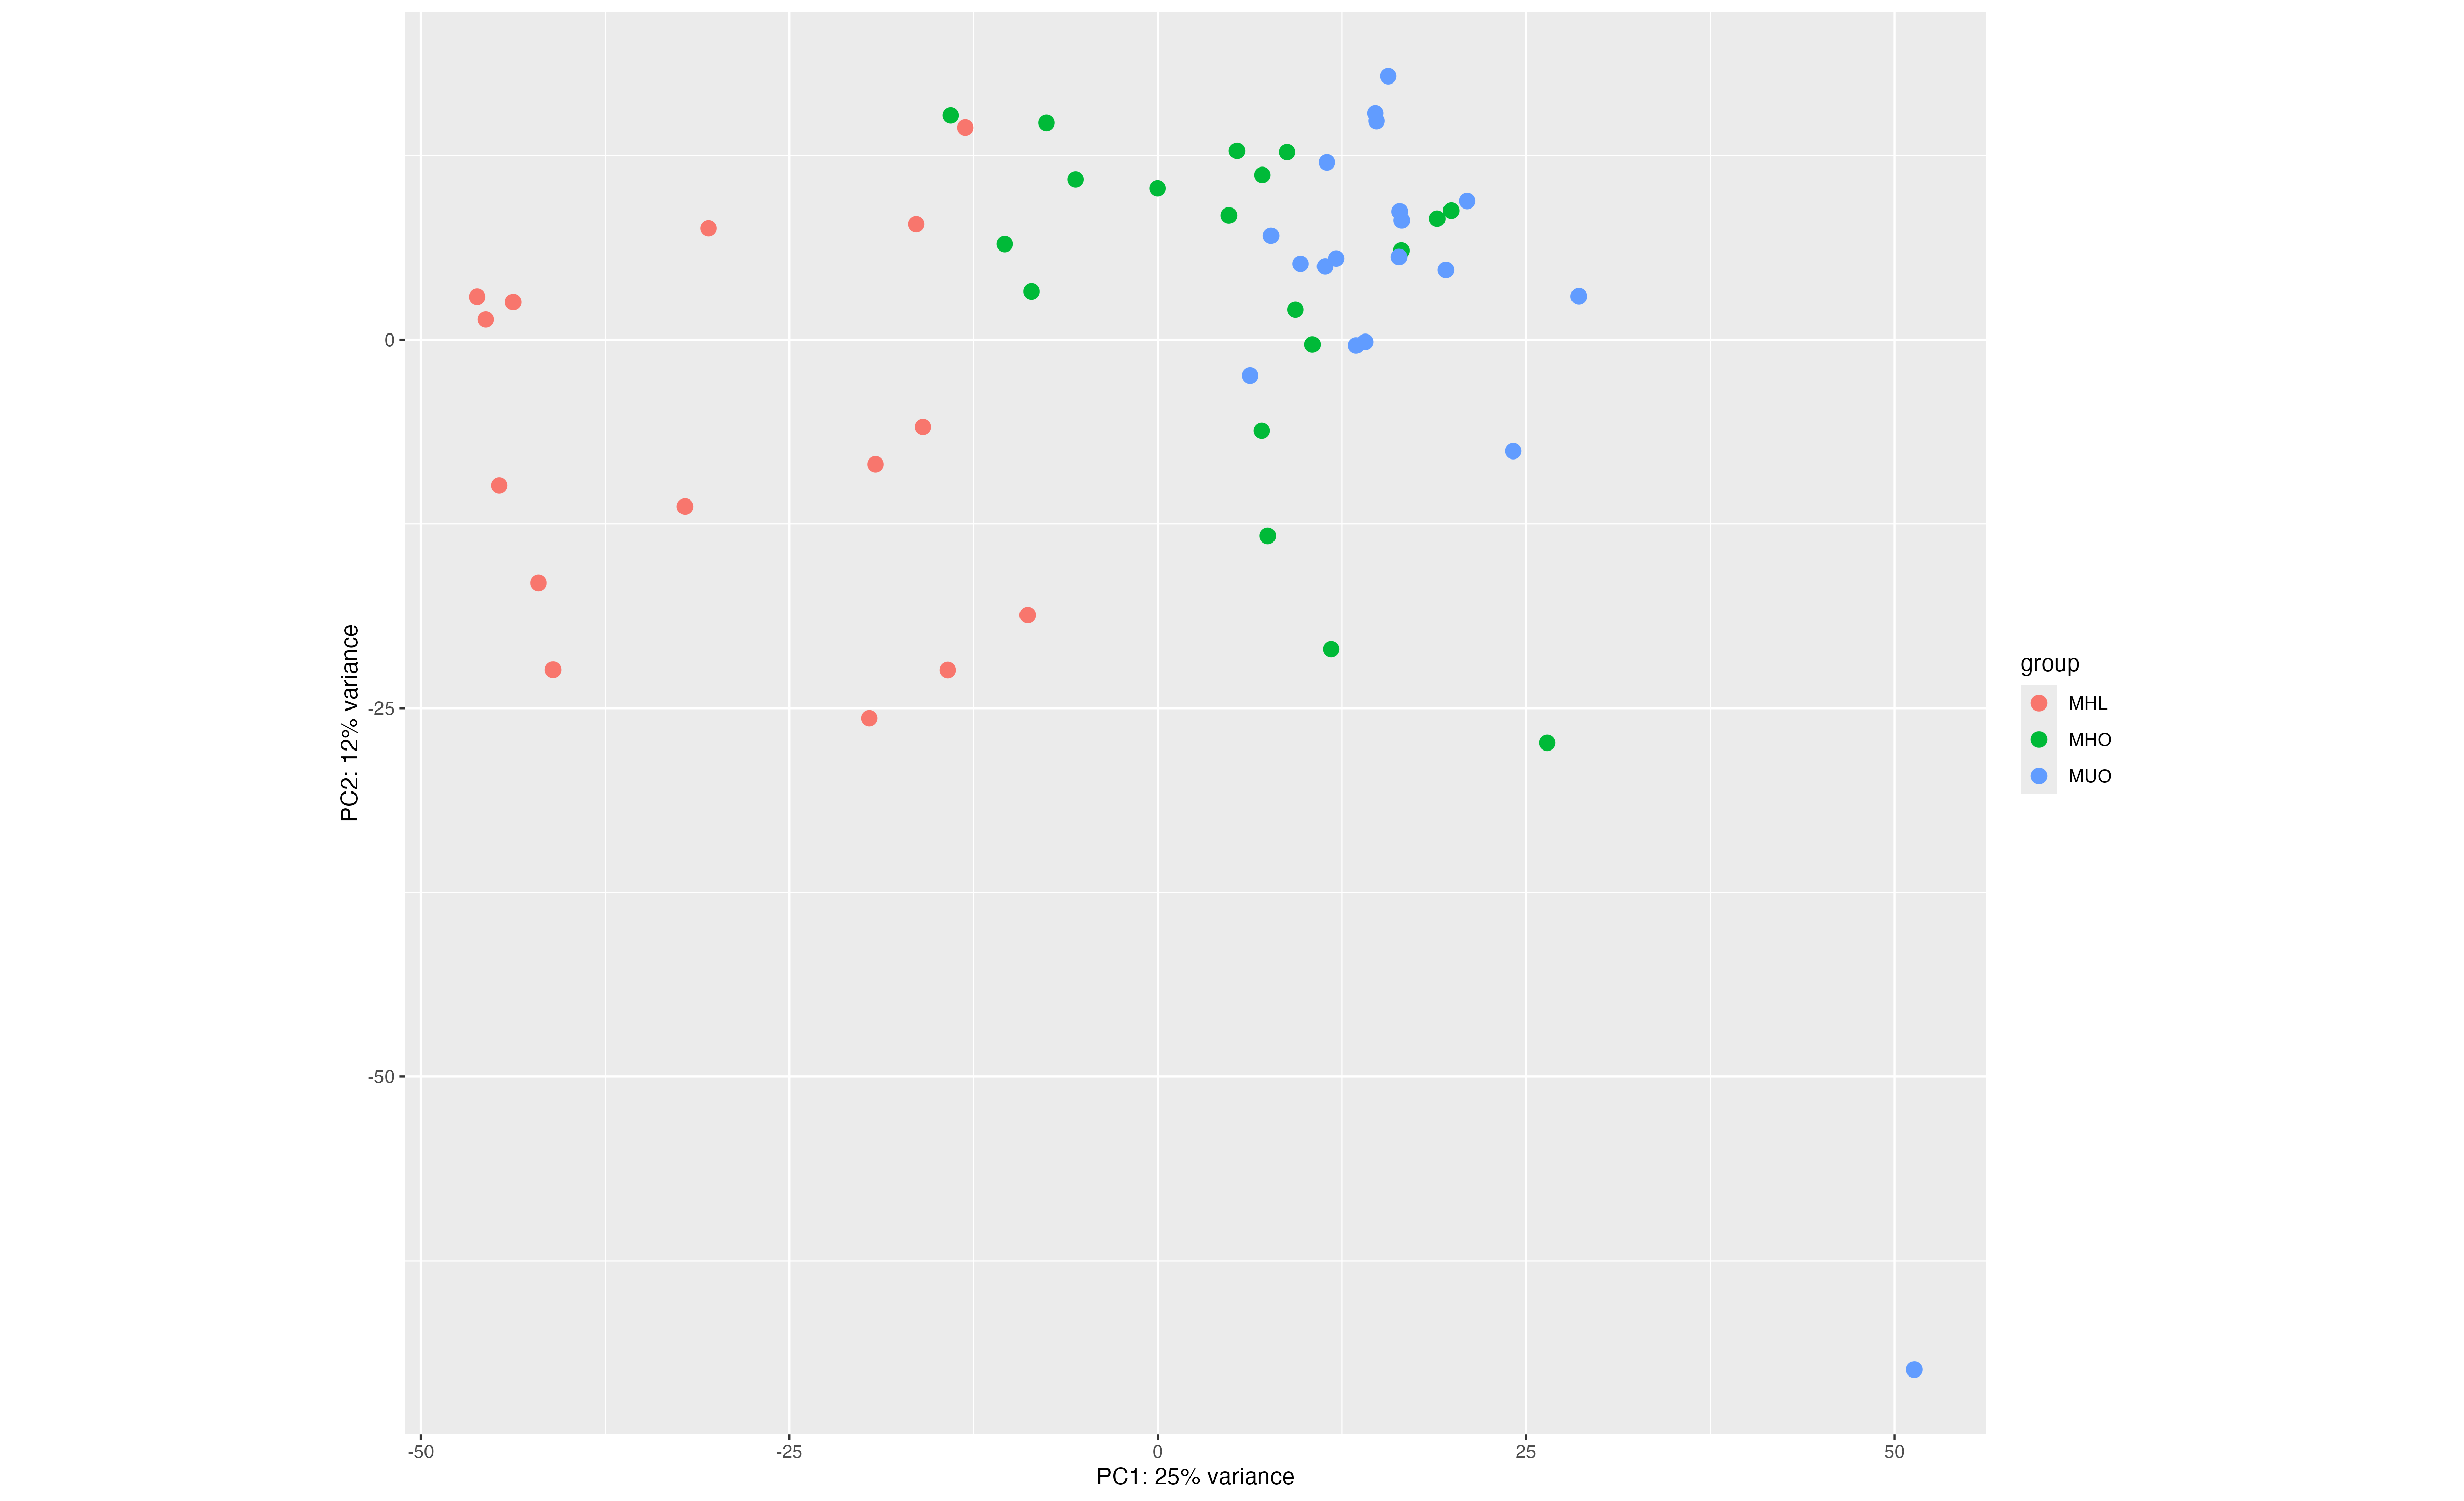 PC2: 12% variance
0
-25
-50
-50
-25
0
25
50
PC1: 25% variance
group
MHL
MHO
MUO